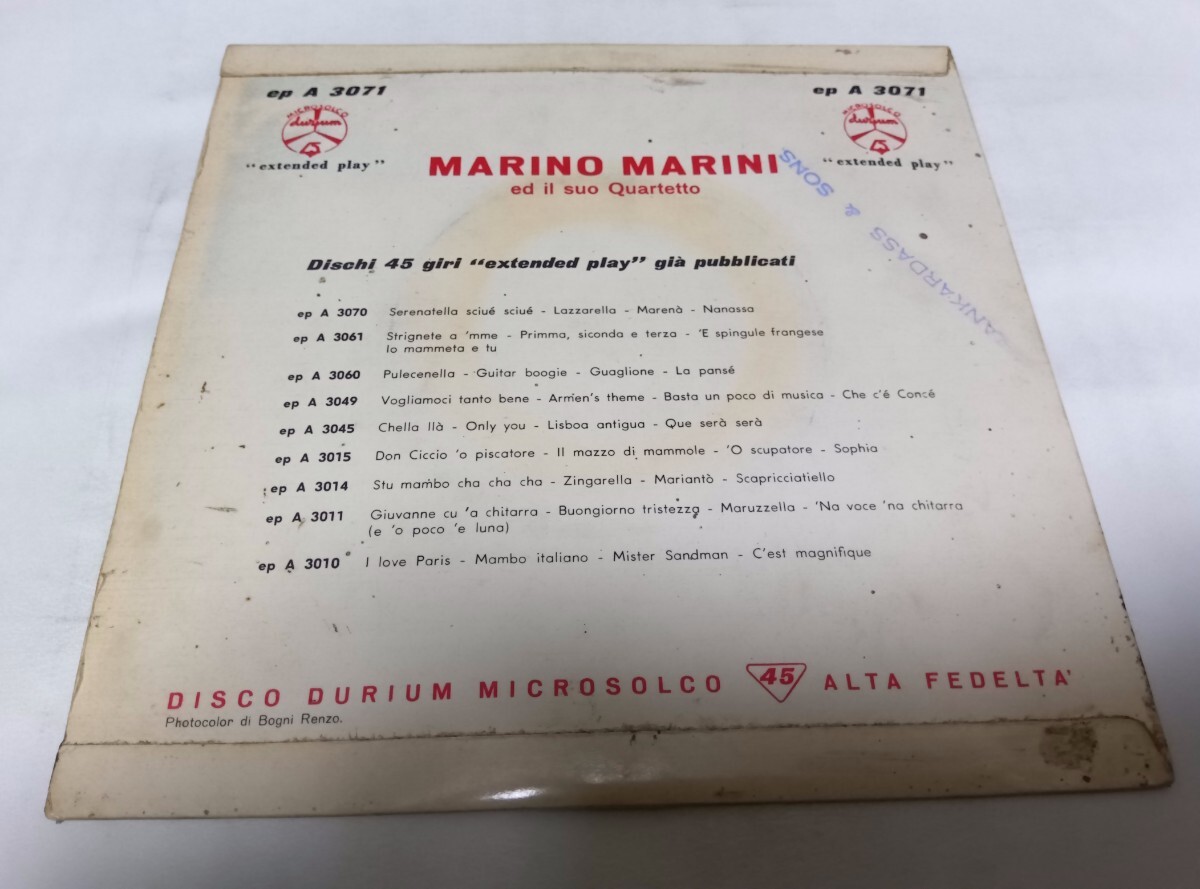 ep A 3071
ep A 3071
MICROSOLCO
durium
45
MICROSOLCO
durium
45
"extended play"
"extended play"
MARINO MARINI
ed il suo Quartetto
ANKARDASS & SONS
Dischi 45 giri "extended play" già pubblicati
ep A 3070 Serenatella sciué sciué - Lazzarella - Marenà - Nanassa
ep A 3061 Strignete a 'mme - Primma, siconda e terza - 'E spingule frangese
Io mammeta e tu
ep A 3060 Pulecenella - Guitar boogie - Guaglione - La pansé
ep A 3049 Vogliamoci tanto bene - Armen's theme - Basta un poco di musica - Che c'é Concé
ep A 3045 Chella llà - Only you - Lisboa antigua - Que serà serà
ep A 3015 Don Ciccio 'o piscatore - Il mazzo di mammole - 'O scupatore - Sophia
ep A 3014 Stu mambo cha cha cha - Zingarella - Mariantò - Scapricciatiello
ep A 3011 Giuvanne cu 'a chitarra - Buongiorno tristezza - Maruzzella - 'Na voce 'na chitarra
(e 'o poco 'e luna)
ep A 3010 I love Paris - Mambo italiano - Mister Sandman - C'est magnifique
DISCO DURIUM MICROSOLCO 45 ALTA FEDELTA'
Photocolor di Bogni Renzo.